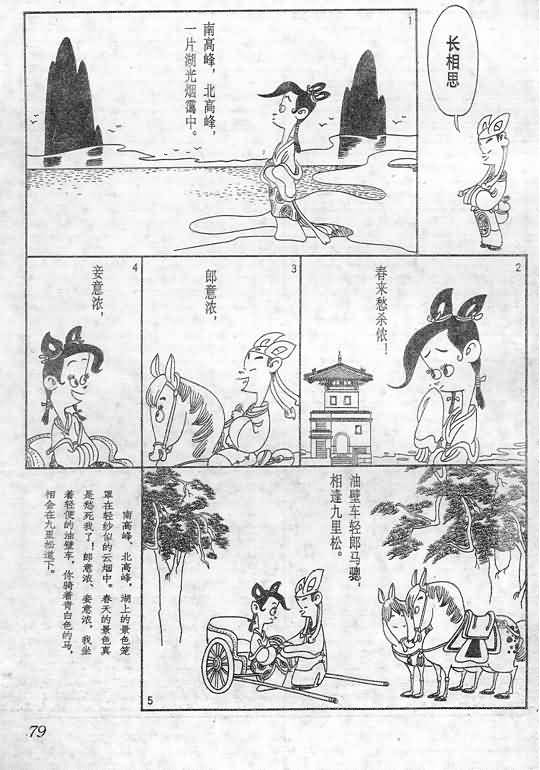 长相思
1
南高峰，北高峰，
一片湖光烟霭中。
2
春来愁杀侬！
3
郎意浓，
4
妾意浓，
5
油壁车轻郎马骢，
相逢九里松。
南高峰、北高峰，湖上的景色笼
罩在轻纱似的云烟中。春天的景色真
是愁死我了！郎意浓、妾意浓，我坐
着轻便的油壁车，你骑着青白色的马，
相会在九里松道下。
79